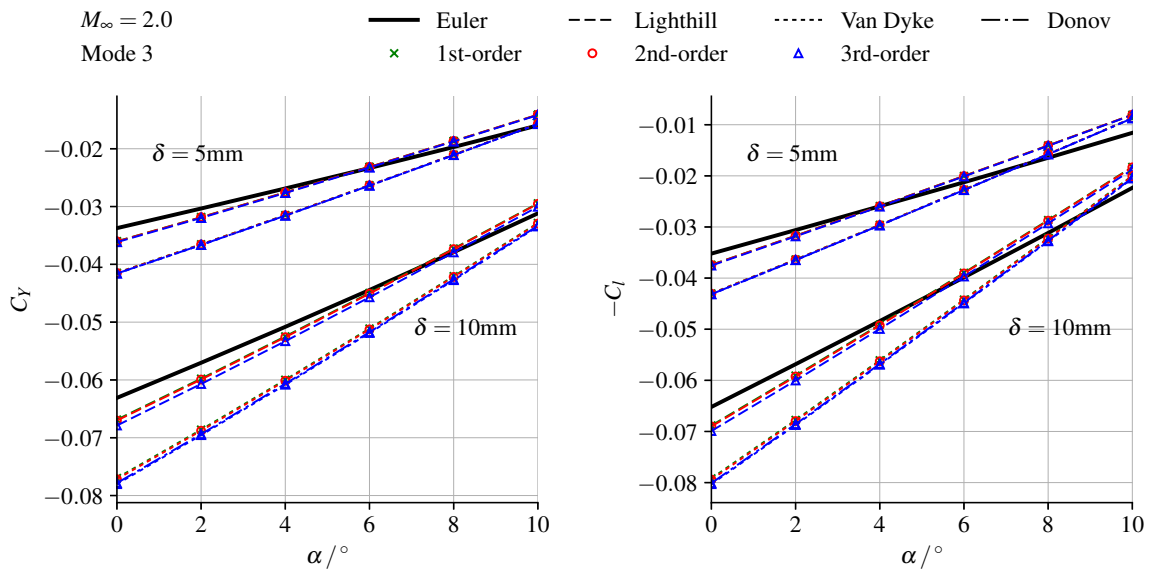 M∞ = 2.0 Euler Lighthill Van Dyke Donov
Mode 3 1st-order 2nd-order 3rd-order
δ = 5mm
δ = 10mm
−0.02
−0.03
−0.04
−0.05
−0.06
−0.07
−0.08
C_Y
0 2 4 6 8 10
α/°
δ = 5mm
δ = 10mm
−0.01
−0.02
−0.03
−0.04
−0.05
−0.06
−0.07
−0.08
−C_l
0 2 4 6 8 10
α/°